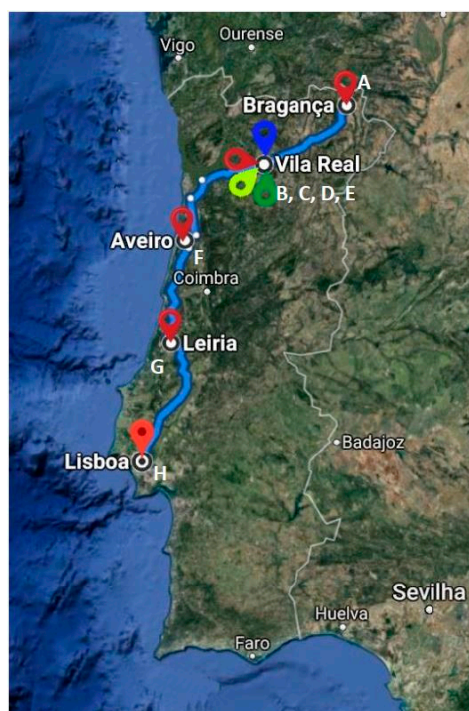 Vigo
Ourense
A
Bragança
Vila Real
B, C, D, E
Aveiro
F
Coimbra
Leiria
G
Lisboa
H
Badajoz
Sevilha
Huelva
Faro